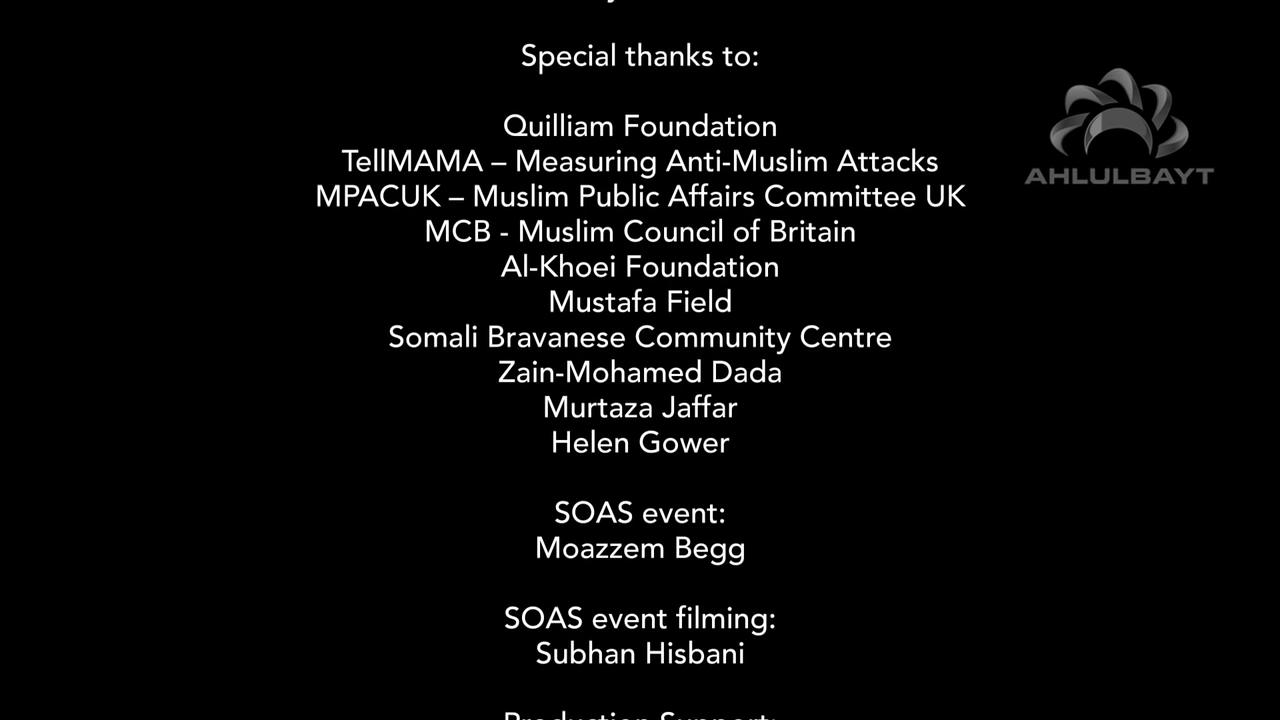 Special thanks to:
Quilliam Foundation
TellMAMA – Measuring Anti-Muslim Attacks
MPACUK – Muslim Public Affairs Committee UK
MCB - Muslim Council of Britain
Al-Khoei Foundation
Mustafa Field
Somali Bravanese Community Centre
Zain-Mohamed Dada
Murtaza Jaffar
Helen Gower
SOAS event:
Moazzem Begg
SOAS event filming:
Subhan Hisbani
Production Support:
AHLULBAYT